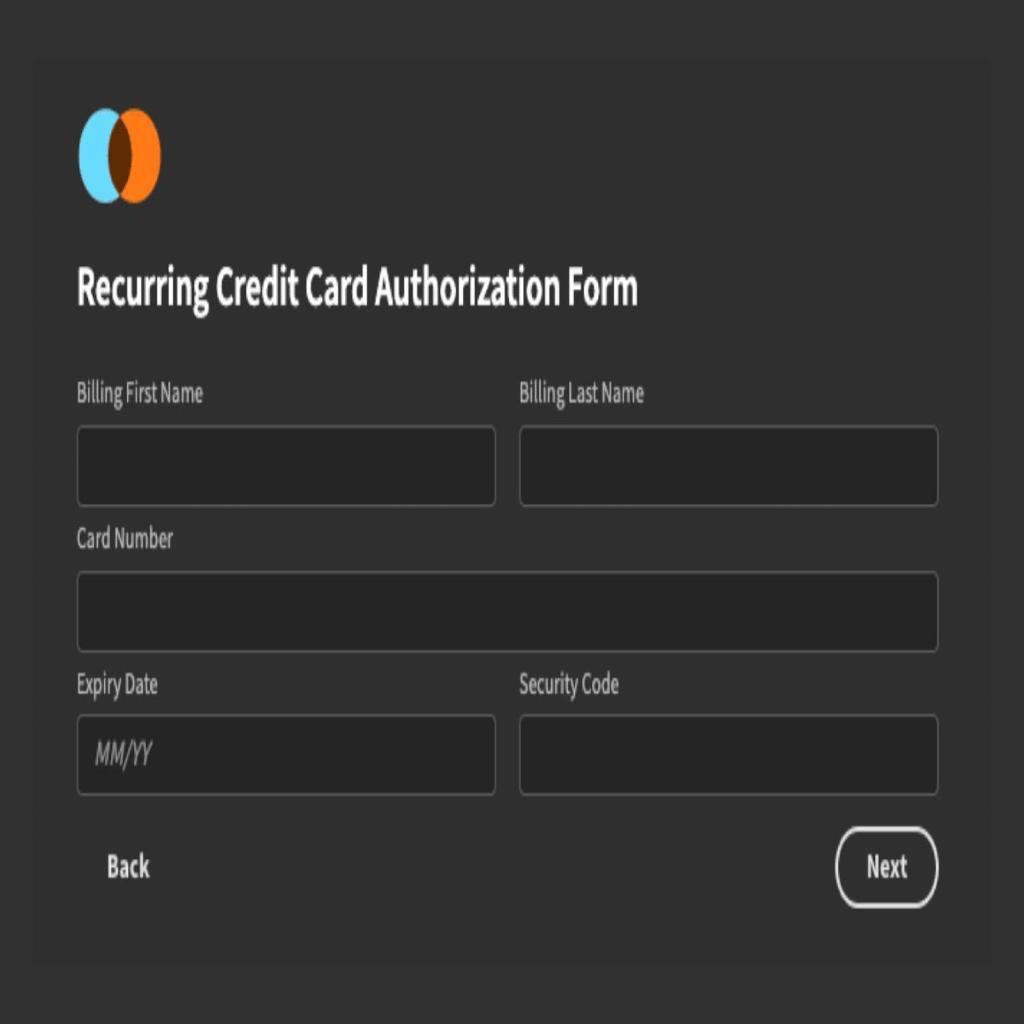 Recurring Credit Card Authorization Form
Billing First Name Billing Last Name
Card Number
Expiry Date Security Code
MM/YY
Back Next